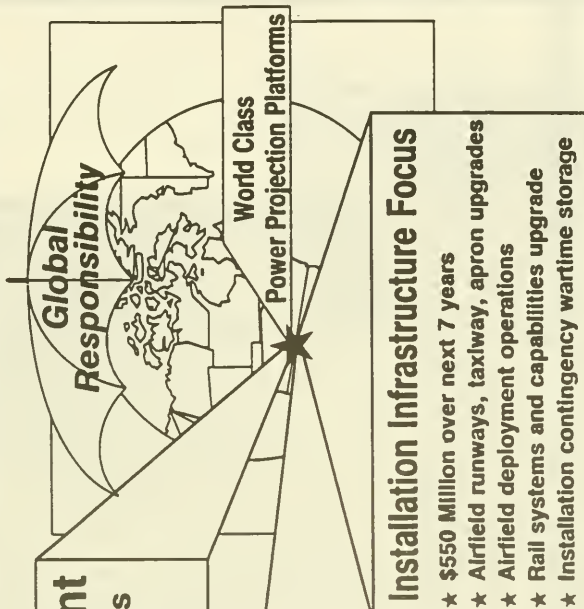 Global
Responsibility
World Class
Power Projection Platforms
nt
s
Installation Infrastructure Focus
★ $550 Million over next 7 years
★ Airfield runways, taxiway, apron upgrades
★ Airfield deployment operations
★ Rail systems and capabilities upgrade
★ Installation contingency wartime storage